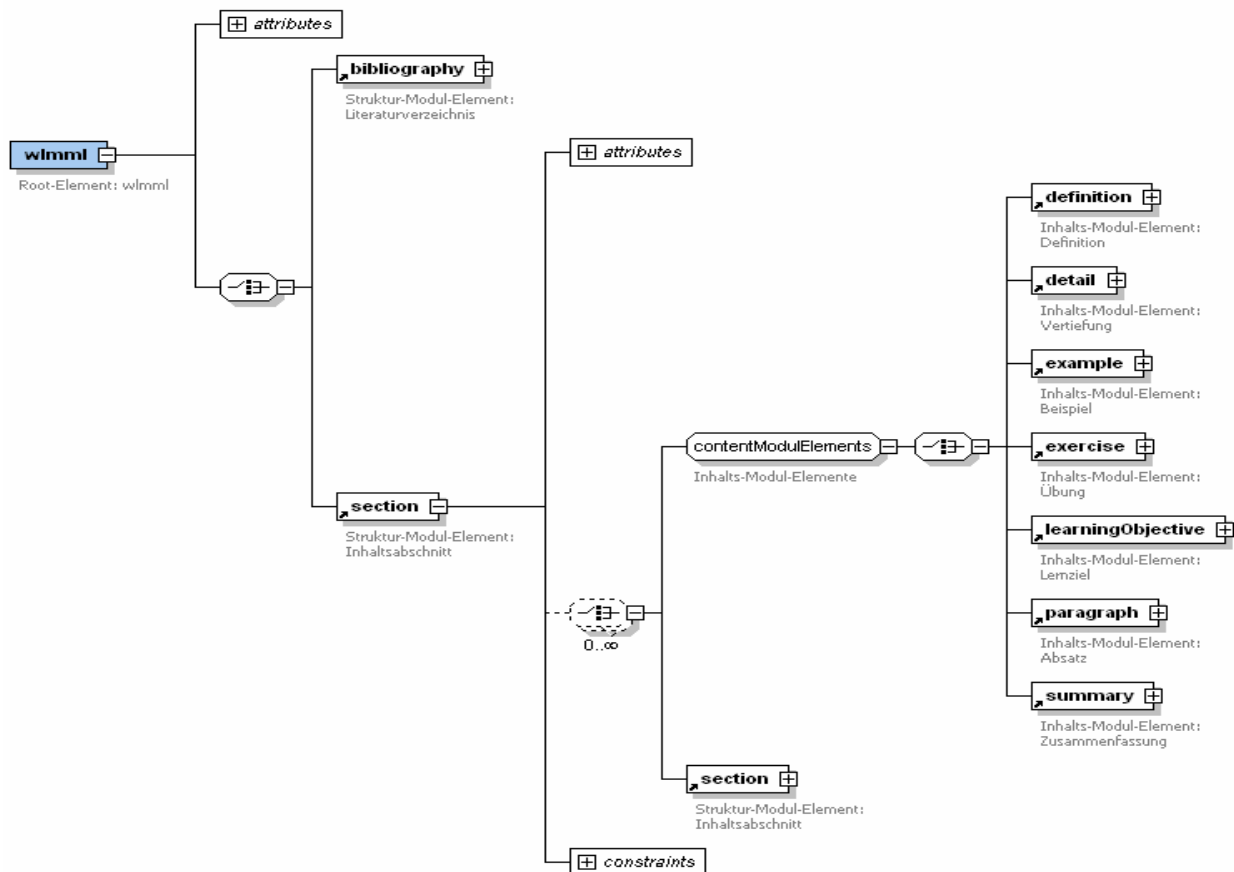 attributes
bibliography
Struktur-Modul-Element:
Literaturverzeichnis
wlmml
Root-Element: wlmml
attributes
definition
Inhalts-Modul-Element:
Definition
detail
Inhalts-Modul-Element:
Vertiefung
example
Inhalts-Modul-Element:
Beispiel
contentModulElements
Inhalts-Modul-Elemente
exercise
Inhalts-Modul-Element:
Übung
section
Struktur-Modul-Element:
Inhaltsabschnitt
learningObjective
Inhalts-Modul-Element:
Lernziel
0..∞
paragraph
Inhalts-Modul-Element:
Absatz
summary
Inhalts-Modul-Element:
Zusammenfassung
section
Struktur-Modul-Element:
Inhaltsabschnitt
constraints